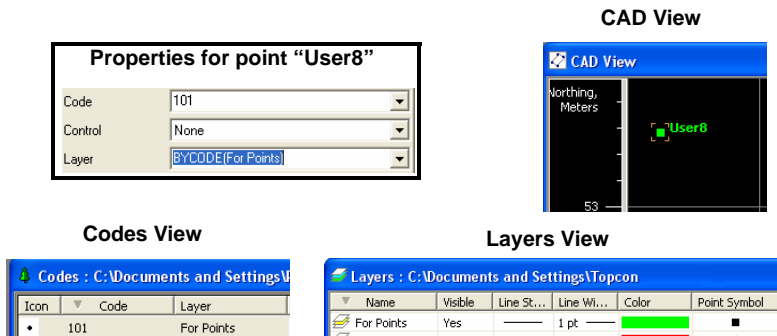 CAD View
Properties for point “User8”
Code 101
Control None
Layer BYCODE(For Points)
CAD View
Northing,
Meters
User8
53
Codes View
Layers View
Codes : C:\Documents and Settings\
Icon Code Layer
101 For Points
Layers : C:\Documents and Settings\Topcon
Name Visible Line St... Line Wi... Color Point Symbol
For Points Yes 1 pt